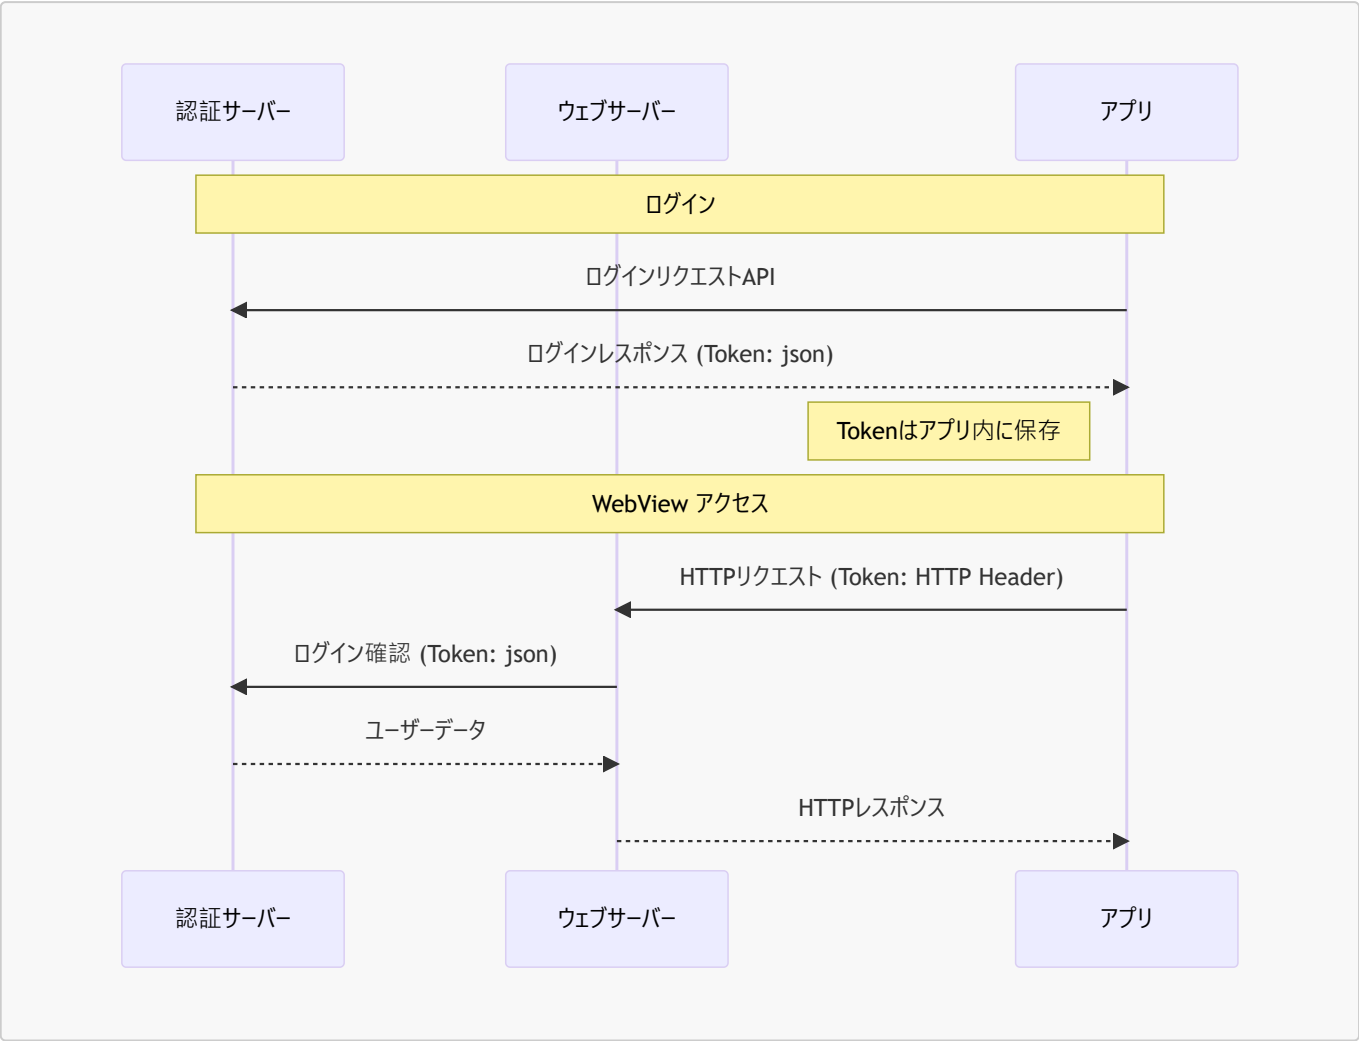 認証サーバー
ウェブサーバー
アプリ
ログイン
ログインリクエストAPI
ログインレスポンス (Token: json)
Tokenはアプリ内に保存
WebView アクセス
HTTPリクエスト (Token: HTTP Header)
ログイン確認 (Token: json)
ユーザーデータ
HTTPレスポンス
認証サーバー
ウェブサーバー
アプリ